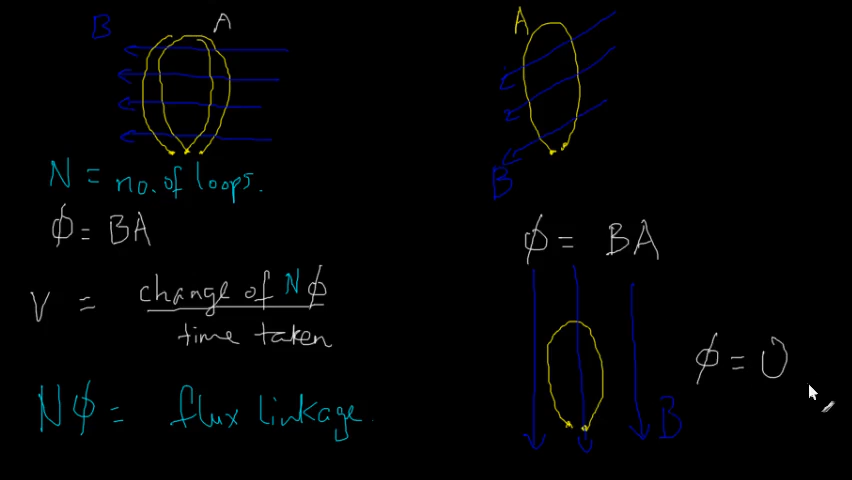 B A
N = no. of loops.
ϕ = BA
V = change of Nϕ
time taken
Nϕ = flux linkage.
A
B
ϕ = BA
ϕ = 0
B